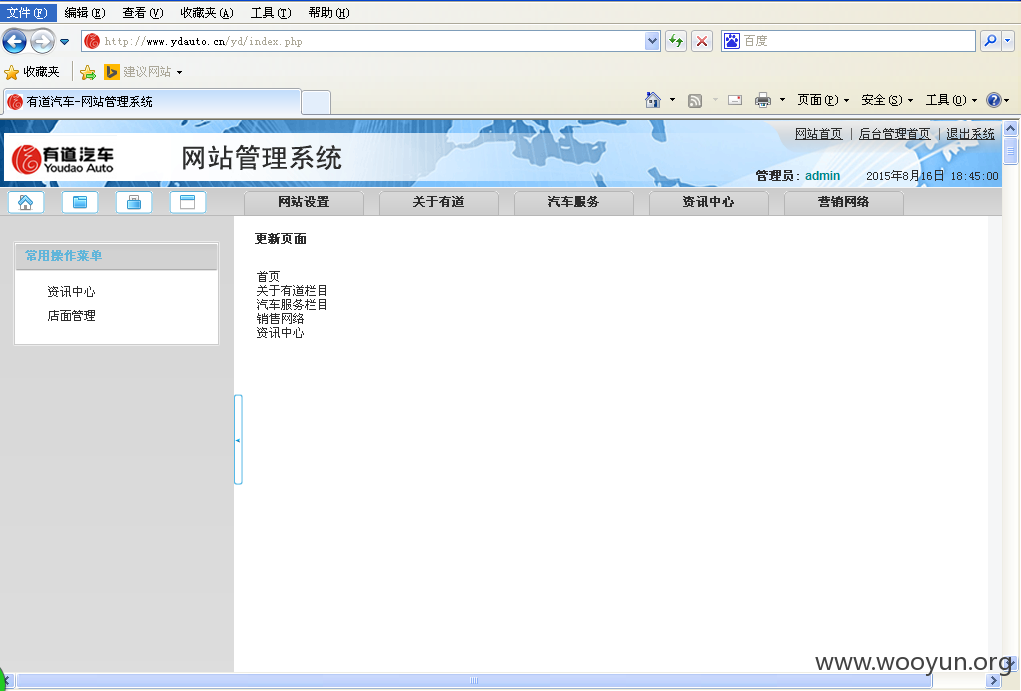 文件(F) 编辑(E) 查看(V) 收藏夹(A) 工具(T) 帮助(H)
http://www.ydauto.cn/yd/index.php 百度
收藏夹 建议网站
有道汽车-网站管理系统 页面(P) 安全(S) 工具(O)
网站首页 | 后台管理首页 | 退出系统
有道汽车 Youdao Auto 网站管理系统
管理员: admin 2015年8月16日 18:45:00
网站设置 关于有道 汽车服务 资讯中心 营销网络
更新页面
常用操作菜单
资讯中心
店面管理
首页
关于有道栏目
汽车服务栏目
销售网络
资讯中心
www.wooyun.org